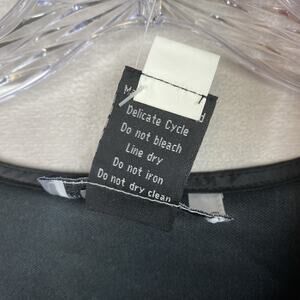 Delicate Cycle
Do not bleach
Line dry
Do not iron
Do not dry clean